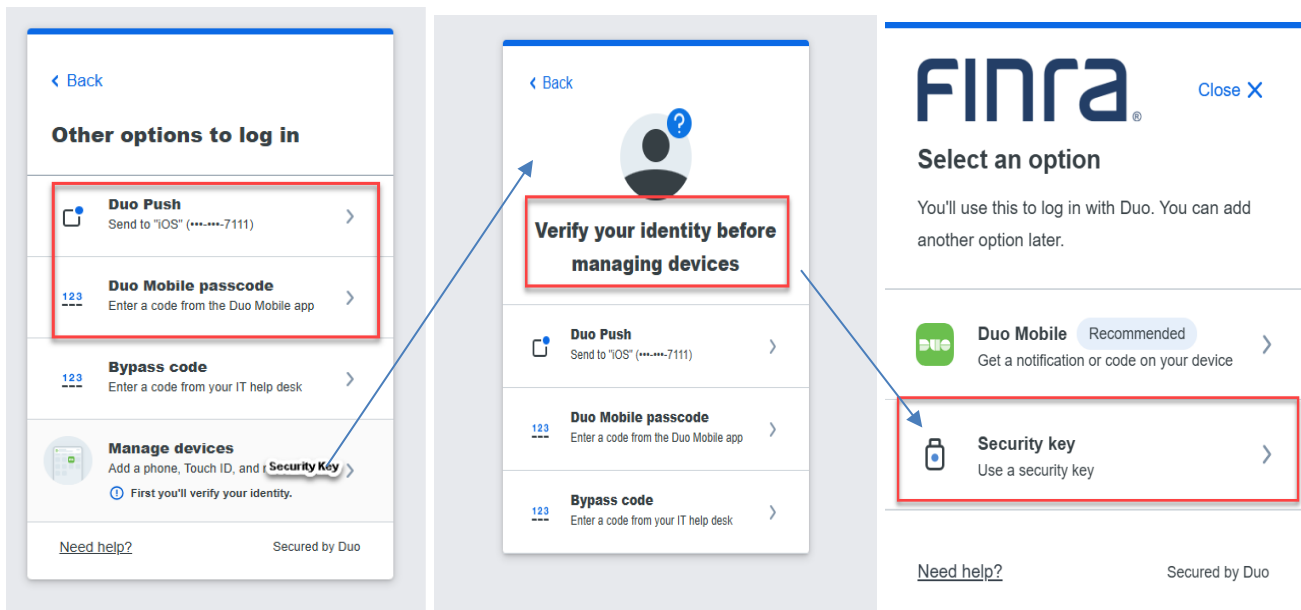 Back
Other options to log in
Duo Push
Send to "iOS" (•••-•••-7111)
Duo Mobile passcode
123
Enter a code from the Duo Mobile app
Bypass code
123
Enter a code from your IT help desk
Manage devices
Add a phone, Touch ID, and Security Key
First you'll verify your identity.
Need help?
Secured by Duo
Back
?
Verify your identity before
managing devices
Duo Push
Send to "iOS" (•••-•••-7111)
Duo Mobile passcode
123
Enter a code from the Duo Mobile app
Bypass code
123
Enter a code from your IT help desk
FINRA®
Close X
Select an option
You'll use this to log in with Duo. You can add
another option later.
DUO
Duo Mobile Recommended
Get a notification or code on your device
Security key
Use a security key
Need help?
Secured by Duo